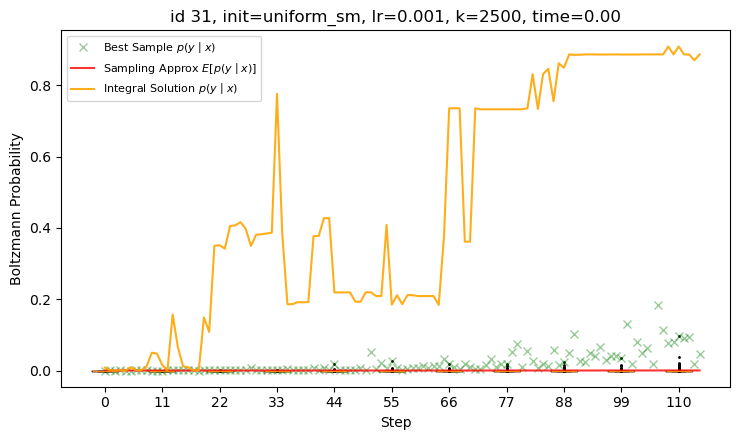 id 31, init=uniform_sm, lr=0.001, k=2500, time=0.00
Best Sample p(y | x)
Sampling Approx E[p(y | x)]
Integral Solution p(y | x)
Boltzmann Probability
0.8
0.6
0.4
0.2
0.0
0 11 22 33 44 55 66 77 88 99 110
Step